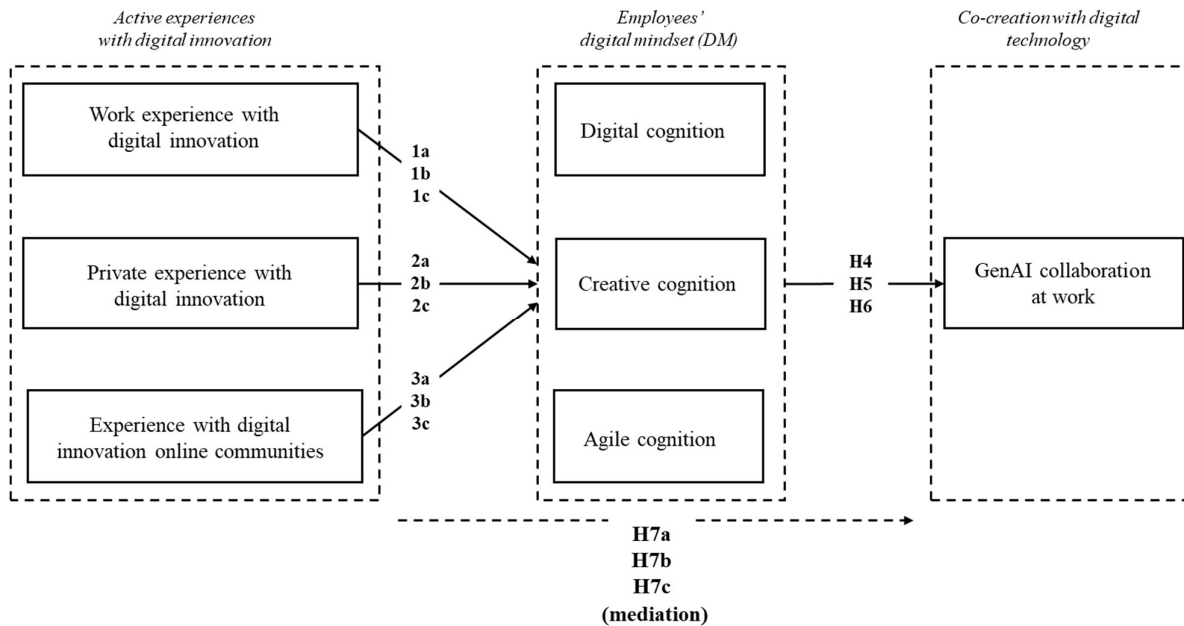 Active experiences
with digital innovation
Employees’
digital mindset (DM)
Co-creation with digital
technology
Work experience with
digital innovation
Private experience with
digital innovation
Experience with digital
innovation online communities
1a
1b
1c
2a
2b
2c
3a
3b
3c
Digital cognition
Creative cognition
Agile cognition
H4
H5
H6
GenAI collaboration
at work
H7a
H7b
H7c
(mediation)